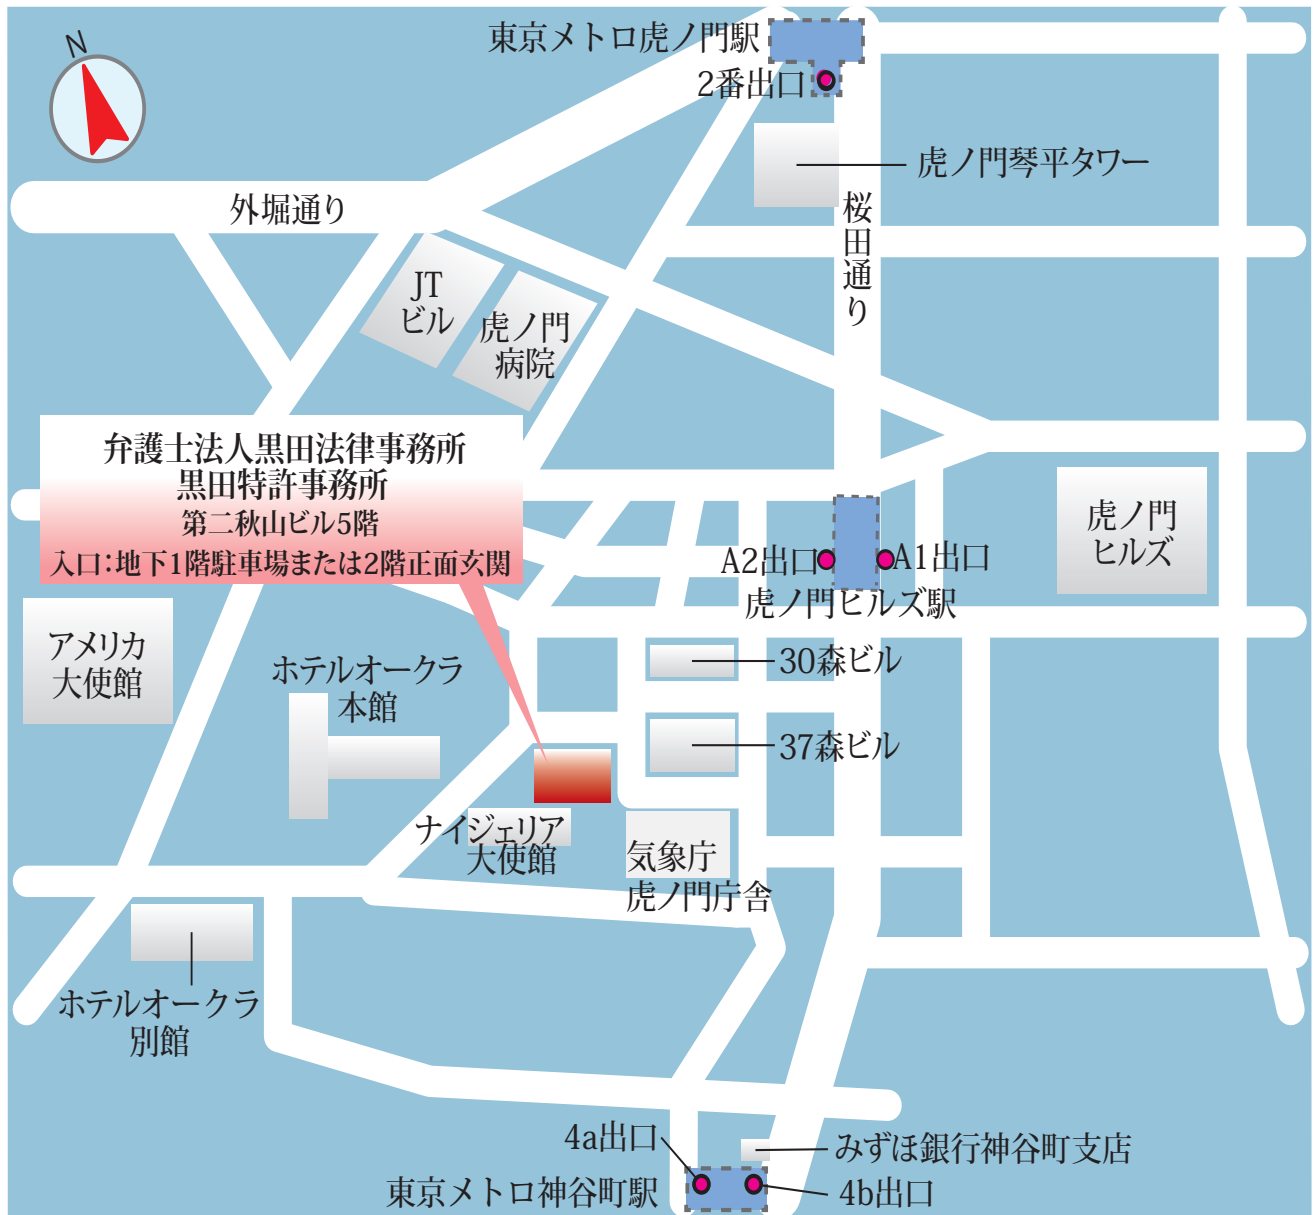 N
東京メトロ虎ノ門駅
2番出口
虎ノ門琴平タワー
外堀通り
桜田通り
JT
ビル
虎ノ門
病院
弁護士法人黒田法律事務所
黒田特許事務所
第二秋山ビル5階
入口:地下1階駐車場または2階正面玄関
虎ノ門
ヒルズ
A2出口
A1出口
虎ノ門ヒルズ駅
アメリカ
大使館
ホテルオークラ
本館
30森ビル
37森ビル
ナイジェリア
大使館
気象庁
虎ノ門庁舎
ホテルオークラ
別館
4a出口
みずほ銀行神谷町支店
東京メトロ神谷町駅
4b出口